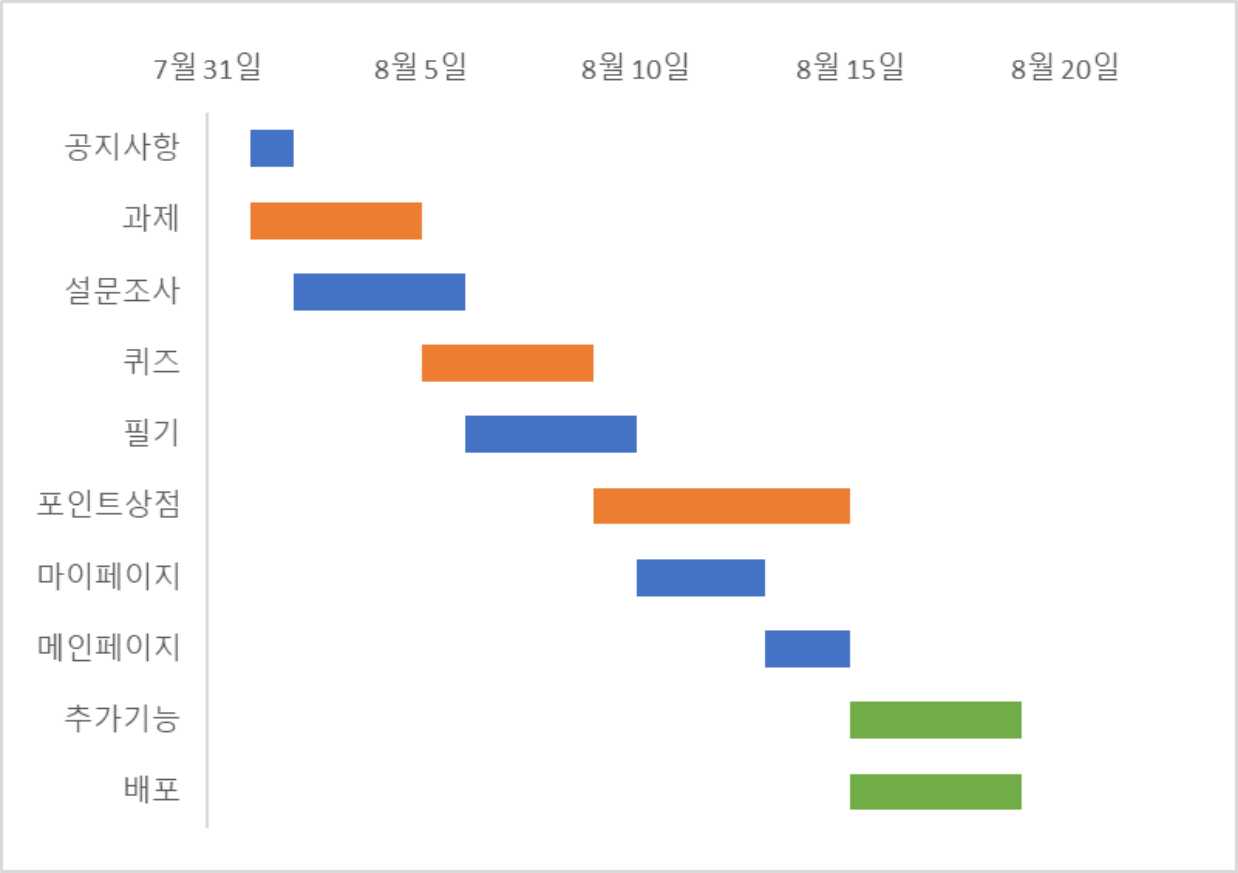 7월 31일 8월 5일 8월 10일 8월 15일 8월 20일
공지사항
과제
설문조사
퀴즈
필기
포인트상점
마이페이지
메인페이지
추가기능
배포